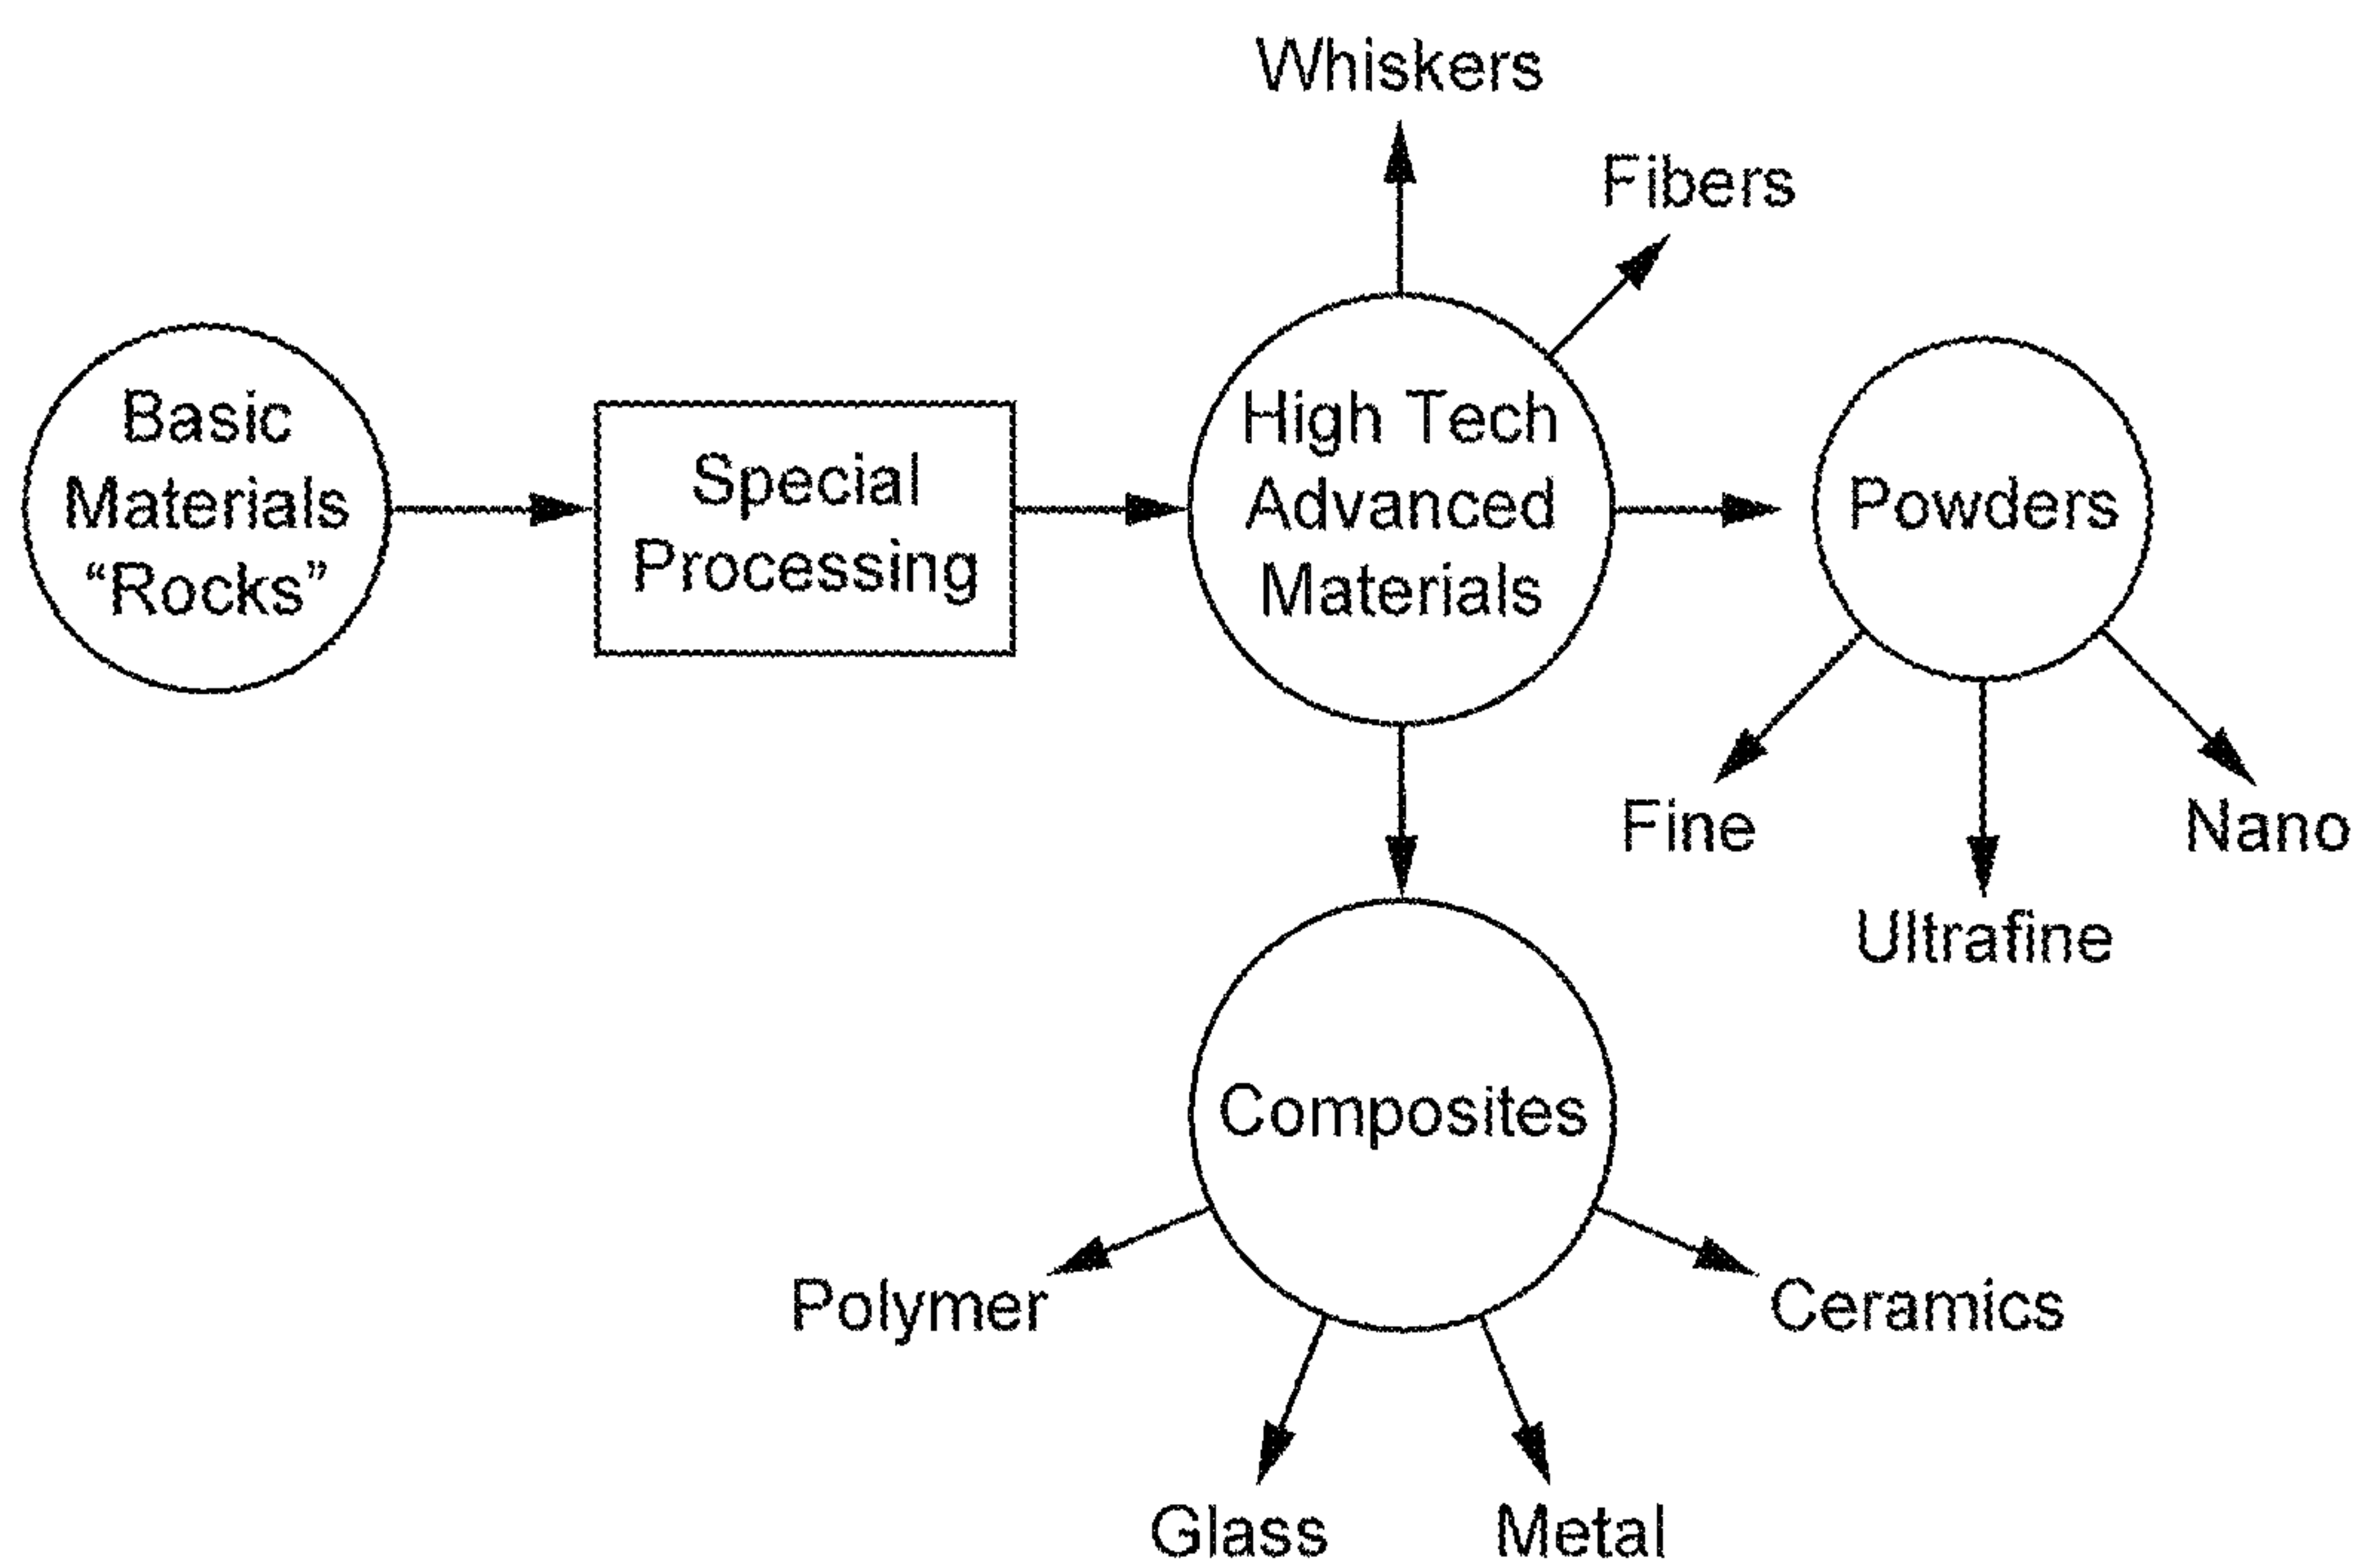 Whiskers
Fibers
Basic
Materials
“Rocks”
Special
Processing
High Tech
Advanced
Materials
Powders
Fine
Ultrafine
Nano
Composites
Polymer
Glass
Metal
Ceramics